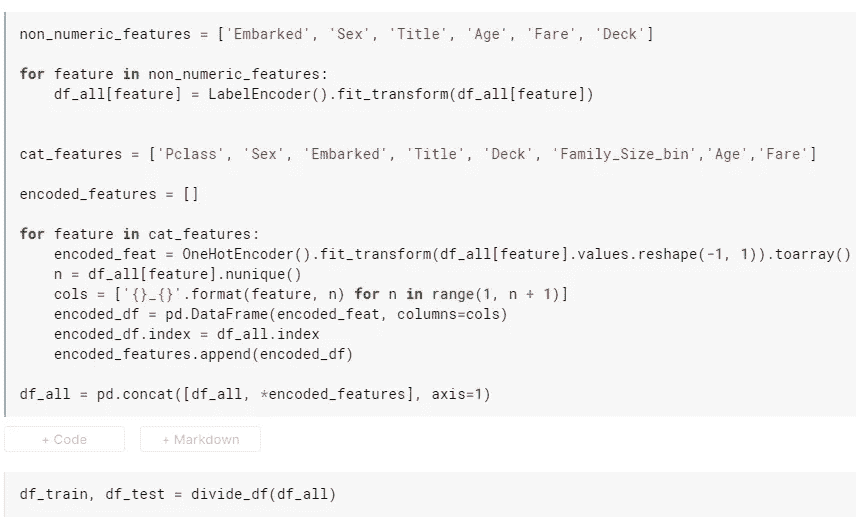 non_numeric_features = ['Embarked', 'Sex', 'Title', 'Age', 'Fare', 'Deck']
for feature in non_numeric_features:
    df_all[feature] = LabelEncoder().fit_transform(df_all[feature])
cat_features = ['Pclass', 'Sex', 'Embarked', 'Title', 'Deck', 'Family_Size_bin','Age','Fare']
encoded_features = []
for feature in cat_features:
    encoded_feat = OneHotEncoder().fit_transform(df_all[feature].values.reshape(-1, 1)).toarray()
    n = df_all[feature].nunique()
    cols = ['{}_{}'.format(feature, n) for n in range(1, n + 1)]
    encoded_df = pd.DataFrame(encoded_feat, columns=cols)
    encoded_df.index = df_all.index
    encoded_features.append(encoded_df)
df_all = pd.concat([df_all, *encoded_features], axis=1)
+ Code + Markdown
df_train, df_test = divide_df(df_all)